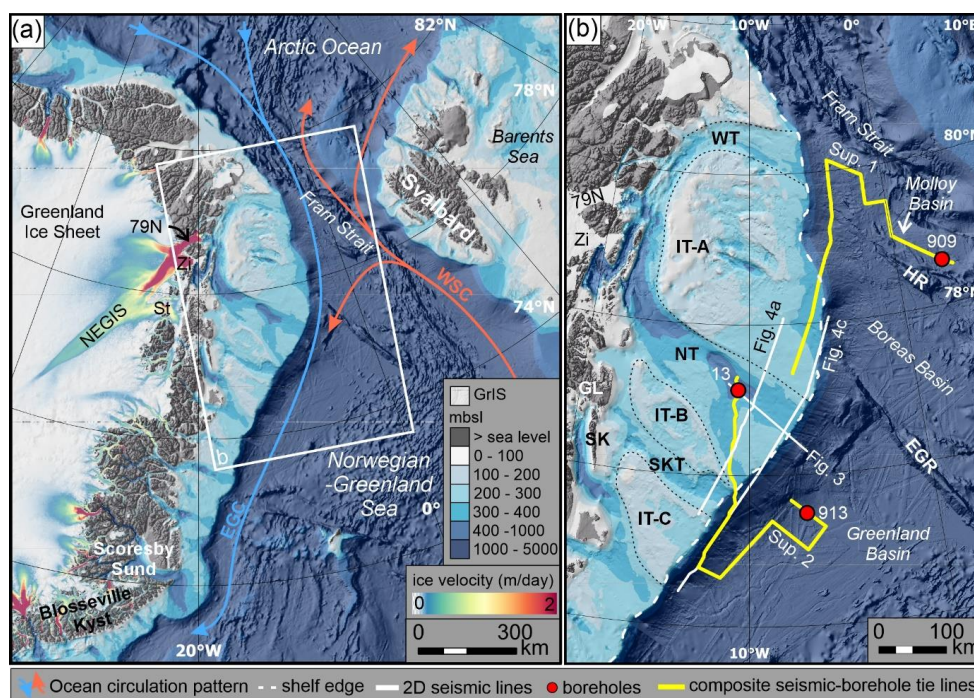 (a)
Arctic Ocean
82°N
78°N
Barents
Sea
Svalbard
Fram Strait
79N
Greenland
Ice Sheet
Zi
St
NEGIS
WSC
74°N
b
GrIS
mbsl
> sea level
0 - 100
100 - 200
200 - 300
300 - 400
400 -1000
1000 - 5000
Norwegian
-Greenland
Sea
0°
EGC
Scoresby
Sund
Blosseville
Kyst
20°W
ice velocity (m/day)
0
2
0
300
km
(b)
20°W
10°W
0°
80°N
WT
Fram Strait
Sup. 1
Molloy
Basin
79N
Zi
IT-A
909
HR
78°N
Fig. 4a
Fig. 4c
Boreas Basin
NT
13
GL
IT-B
SK
SKT
Fig. 3
EGR
IT-C
913
Sup. 2
Greenland
Basin
10°W
0
100
km
Ocean circulation pattern
shelf edge
2D seismic lines
boreholes
composite seismic-borehole tie lines